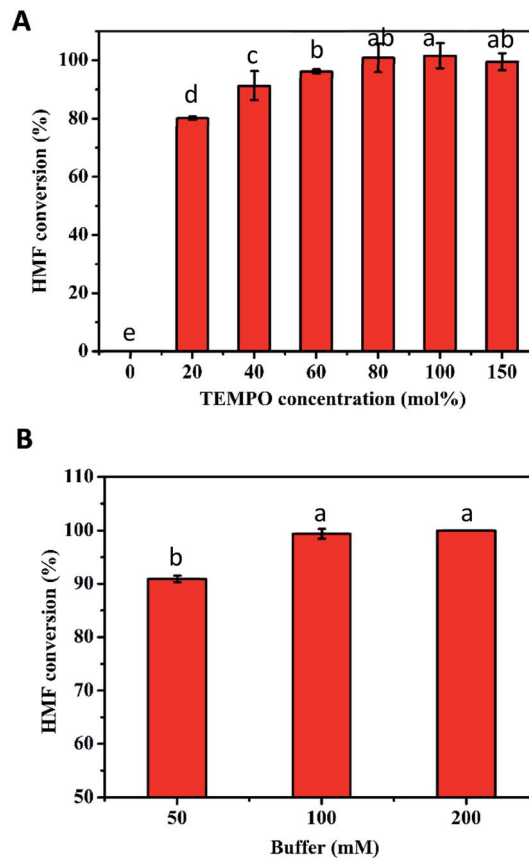 A
HMF conversion (%)
100
80
60
40
20
0
e
d
c
b
ab
a
ab
0 20 40 60 80 100 150
TEMPO concentration (mol%)
B
HMF conversion (%)
110
100
90
80
70
60
50
b
a
a
50 100 200
Buffer (mM)